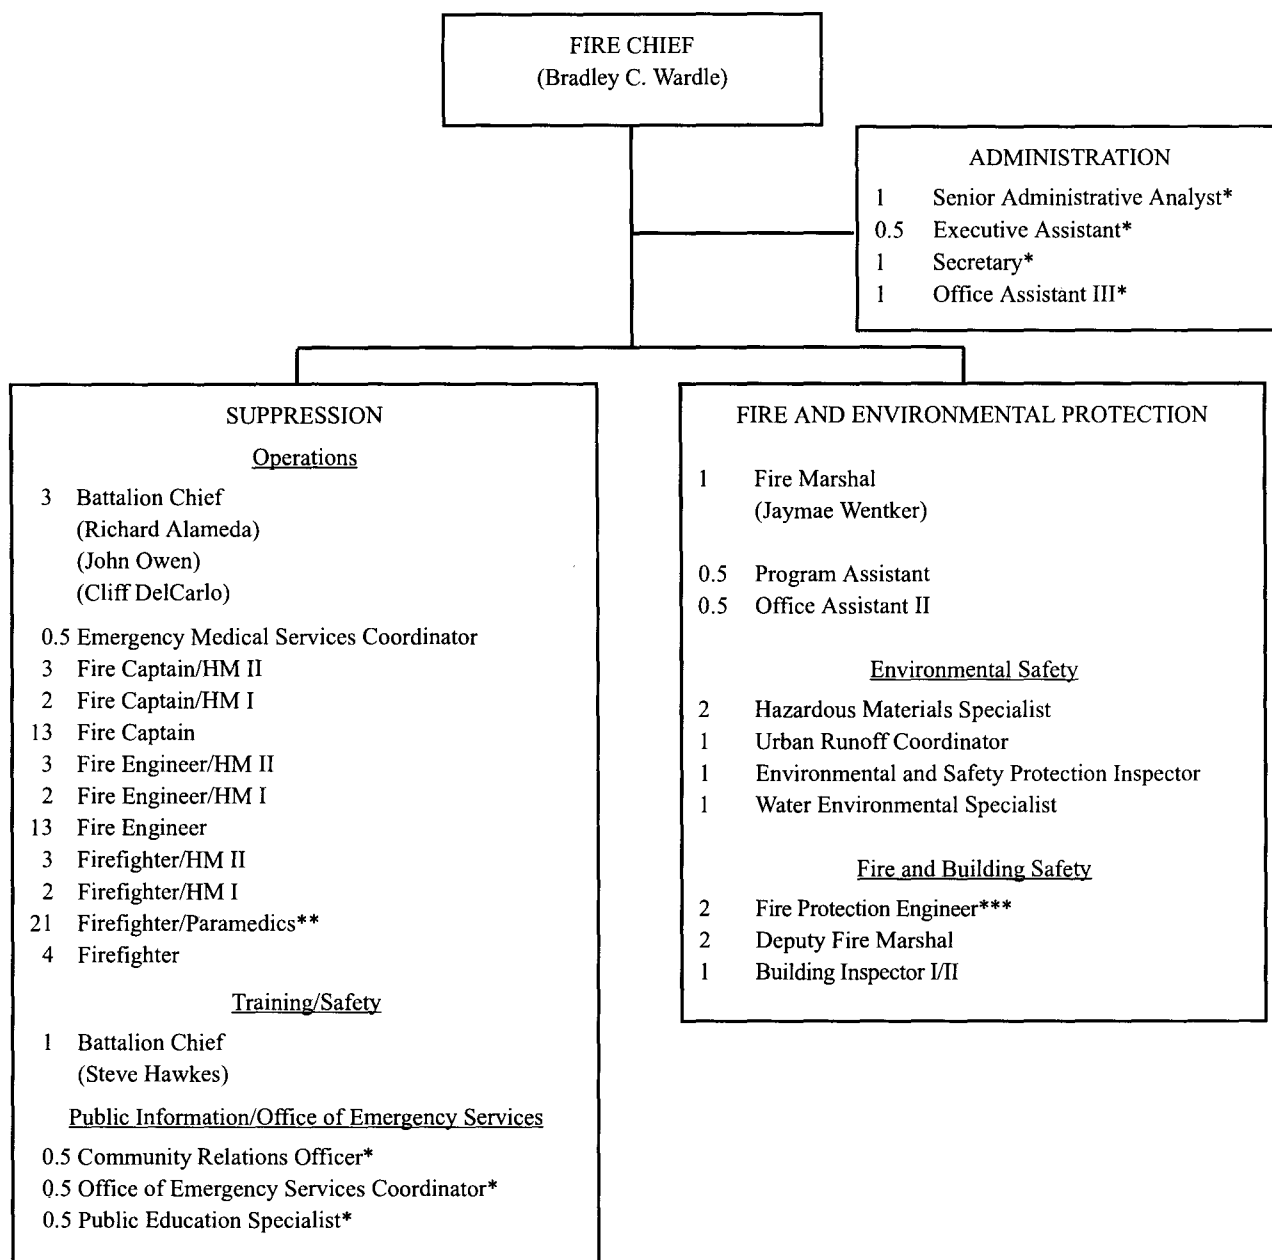 FIRE CHIEF
(Bradley C. Wardle)
ADMINISTRATION
1 Senior Administrative Analyst*
0.5 Executive Assistant*
1 Secretary*
1 Office Assistant III*
SUPPRESSION
Operations
3 Battalion Chief
(Richard Alameda)
(John Owen)
(Cliff DelCarlo)
0.5 Emergency Medical Services Coordinator
3 Fire Captain/HM II
2 Fire Captain/HM I
13 Fire Captain
3 Fire Engineer/HM II
2 Fire Engineer/HM I
13 Fire Engineer
3 Firefighter/HM II
2 Firefighter/HM I
21 Firefighter/Paramedics**
4 Firefighter
Training/Safety
1 Battalion Chief
(Steve Hawkes)
Public Information/Office of Emergency Services
0.5 Community Relations Officer*
0.5 Office of Emergency Services Coordinator*
0.5 Public Education Specialist*
FIRE AND ENVIRONMENTAL PROTECTION
1 Fire Marshal
(Jaymae Wentker)
0.5 Program Assistant
0.5 Office Assistant II
Environmental Safety
2 Hazardous Materials Specialist
1 Urban Runoff Coordinator
1 Environmental and Safety Protection Inspector
1 Water Environmental Specialist
Fire and Building Safety
2 Fire Protection Engineer***
2 Deputy Fire Marshal
1 Building Inspector I/II